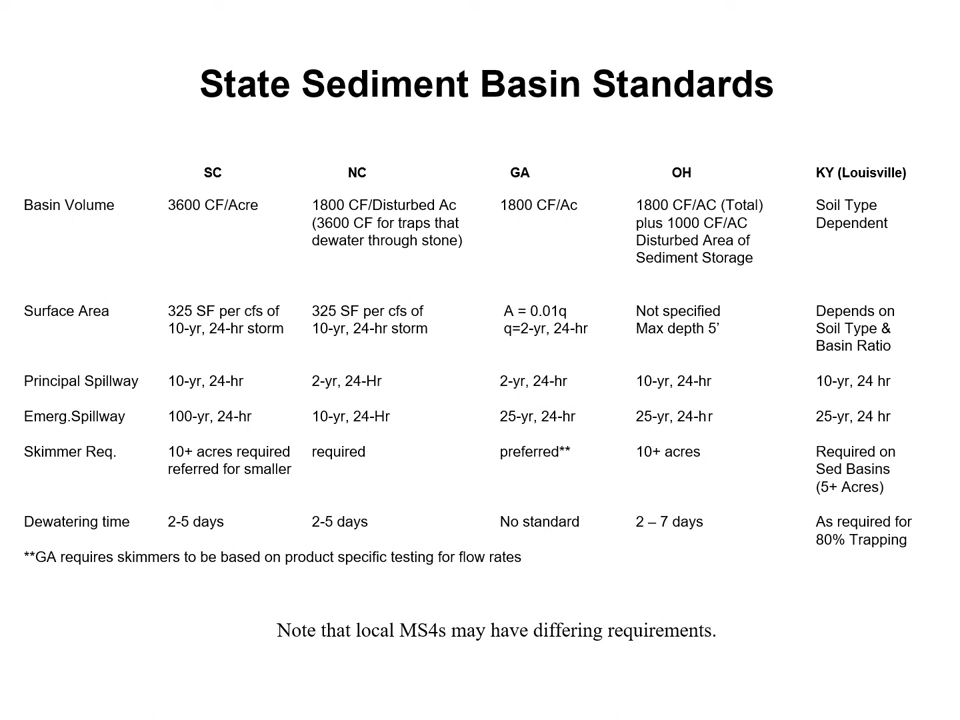 State Sediment Basin Standards
SC NC GA OH KY (Louisville)
Basin Volume 3600 CF/Acre 1800 CF/Disturbed Ac 1800 CF/Ac 1800 CF/AC (Total) Soil Type
(3600 CF for traps that plus 1000 CF/AC Dependent
dewater through stone) Disturbed Area of
Sediment Storage
Surface Area 325 SF per cfs of 325 SF per cfs of A = 0.01q Not specified Depends on
10-yr, 24-hr storm 10-yr, 24-hr storm q=2-yr, 24-hr Max depth 5’ Soil Type &
Basin Ratio
Principal Spillway 10-yr, 24-hr 2-yr, 24-Hr 2-yr, 24-hr 10-yr, 24-hr 10-yr, 24 hr
Emerg.Spillway 100-yr, 24-hr 10-yr, 24-Hr 25-yr, 24-hr 25-yr, 24-hr 25-yr, 24 hr
Skimmer Req. 10+ acres required required preferred** 10+ acres Required on
referred for smaller Sed Basins
(5+ Acres)
Dewatering time 2-5 days 2-5 days No standard 2 – 7 days As required for
80% Trapping
**GA requires skimmers to be based on product specific testing for flow rates
Note that local MS4s may have differing requirements.